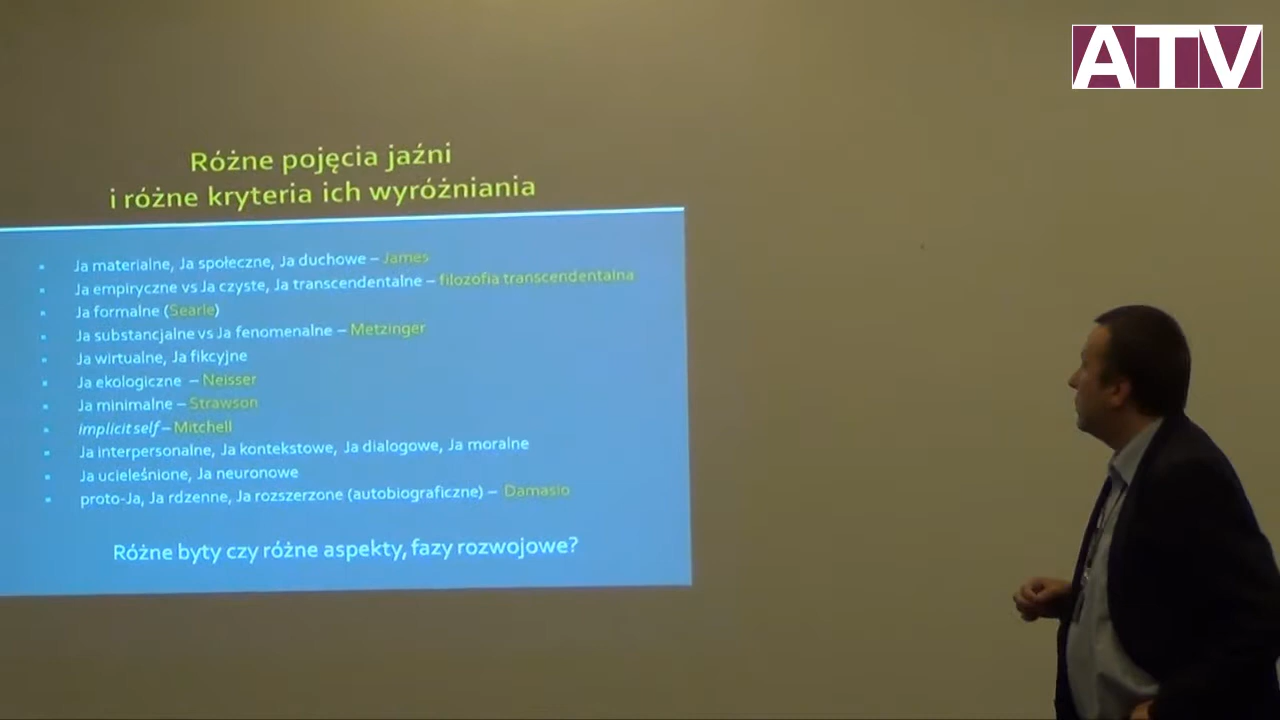 ATV
Różne pojęcia jaźni
i różne kryteria ich wyróżniania
Ja materialne, Ja społeczne, Ja duchowe – James
Ja empiryczne vs Ja czyste, Ja transcendentalne – filozofia transcendentalna
Ja formalne (Searle)
Ja substancjalne vs Ja fenomenalne – Metzinger
Ja wirtualne, Ja fikcyjne
Ja ekologiczne – Neisser
Ja minimalne – Strawson
implicit self – Mitchell
Ja interpersonalne, Ja kontekstowe, Ja dialogowe, Ja moralne
Ja ucieleśnione, Ja neuronowe
proto-Ja, Ja rdzenne, Ja rozszerzone (autobiograficzne) – Damasio
Różne byty czy różne aspekty, fazy rozwojowe?